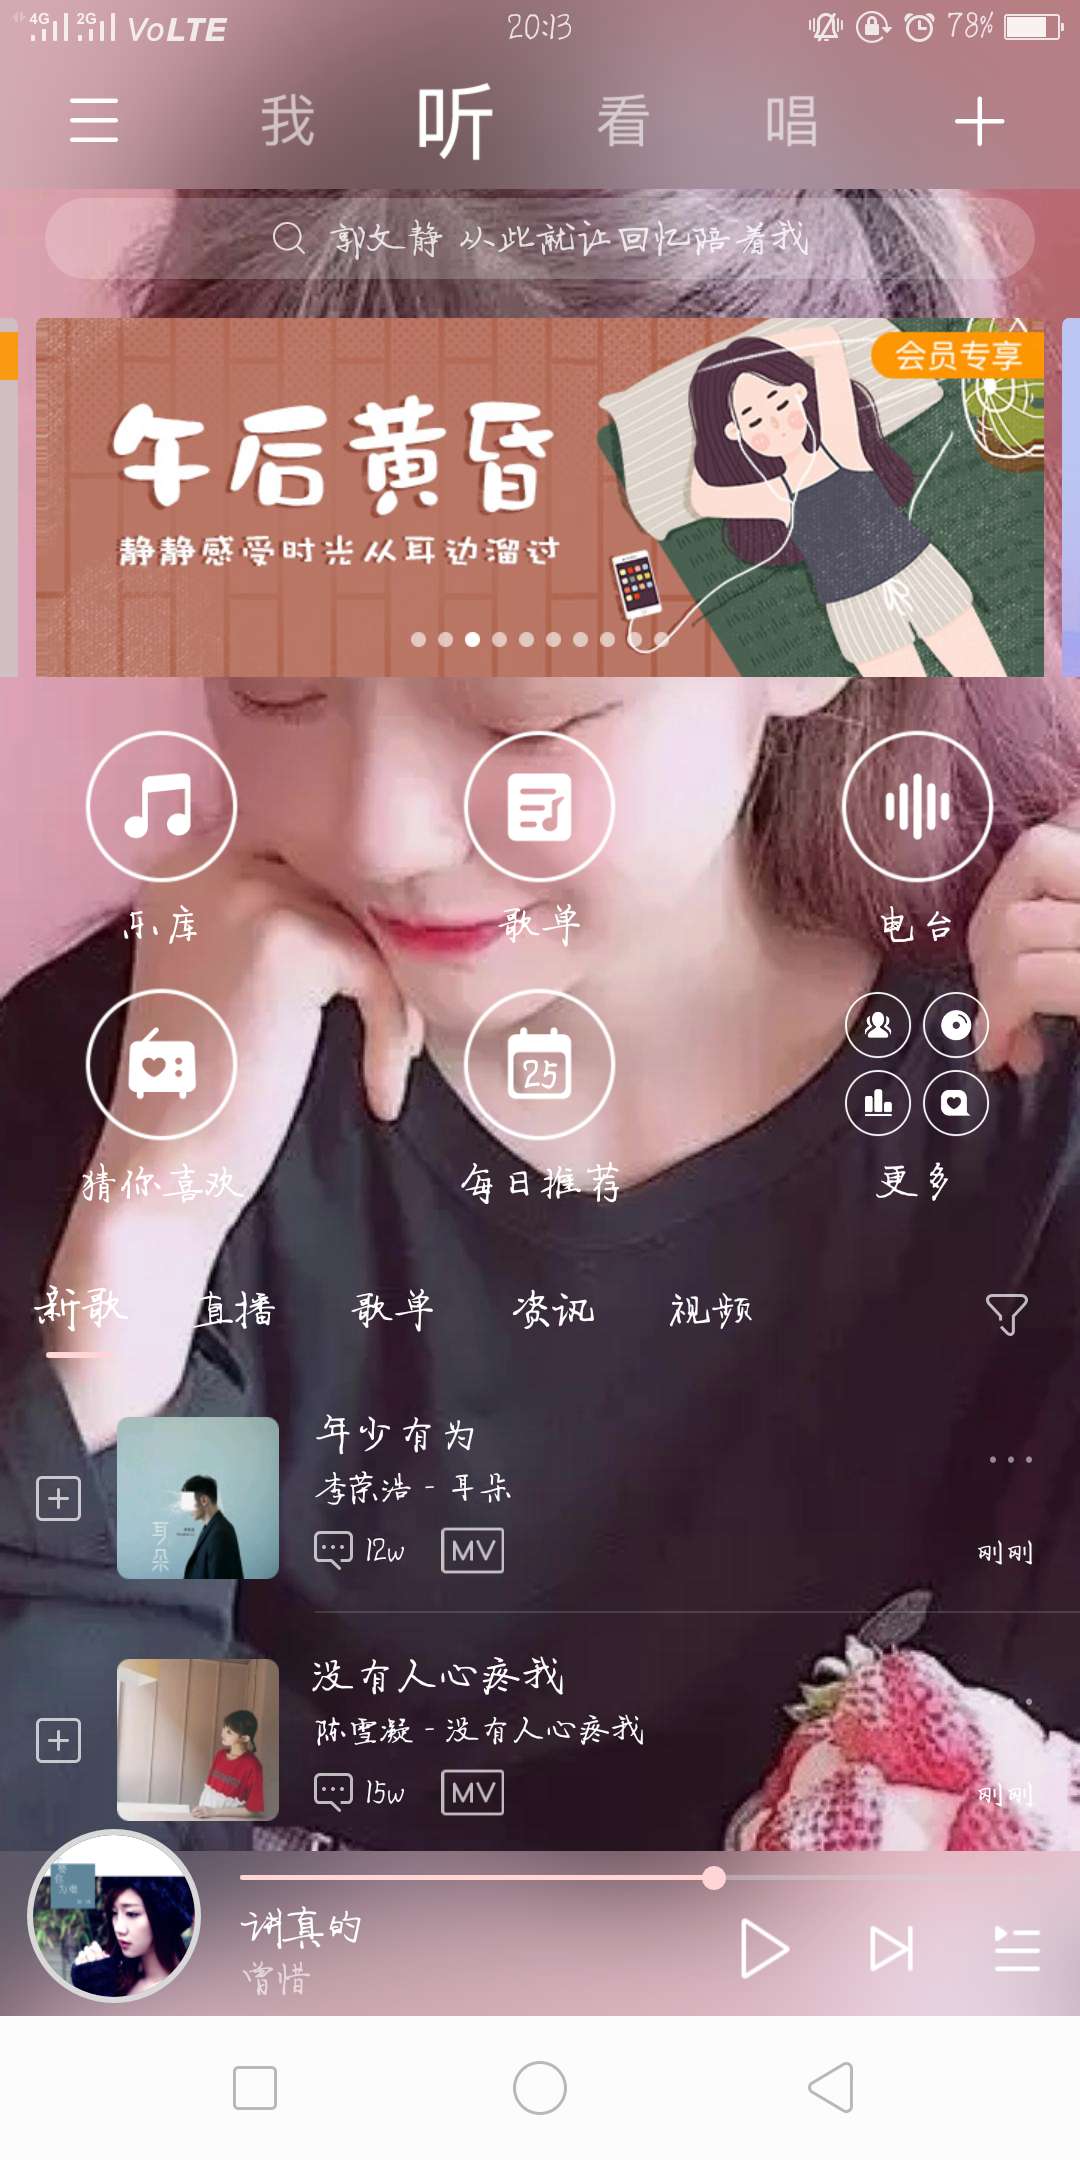 4G 2G VoLTE 20:13 78%
我 听 看 唱
郭文静 从此就让回忆陪着我
会员专享
午后黄昏
静静感受时光从耳边溜过
乐库 歌单 电台
25
猜你喜欢 每日推荐 更多
新歌 直播 歌单 资讯 视频
年少有为
李荣浩 - 耳朵
耳朵
12w MV 刚刚
没有人心疼我
陈雪凝 - 没有人心疼我
15w MV 刚刚
讲真的
曾惜